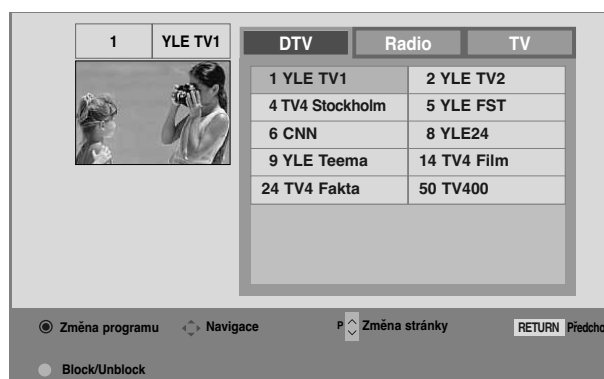 1 YLE TV1
DTV Radio TV
1 YLE TV1 2 YLE TV2
4 TV4 Stockholm 5 YLE FST
6 CNN 8 YLE24
9 YLE Teema 14 TV4 Film
24 TV4 Fakta 50 TV400
Změna programu Navigace P Změna stránky RETURN Předcho
Block/Unblock